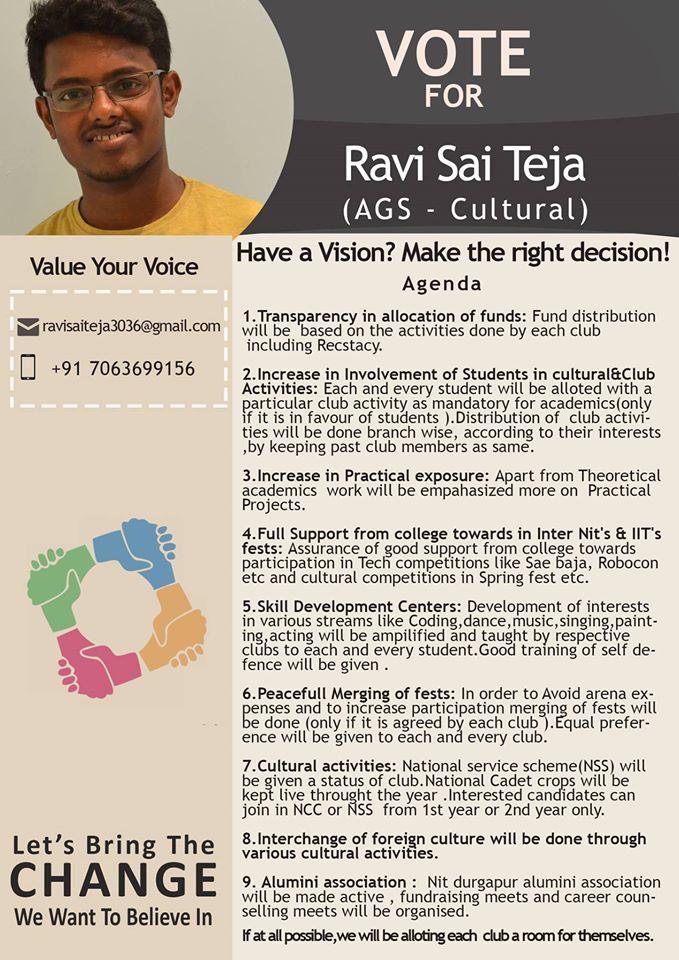 VOTE
FOR
Ravi Sai Teja
(AGS - Cultural)
Value Your Voice
ravisaiteja3036@gmail.com
+91 7063699156
Have a Vision? Make the right decision!
Agenda
1.Transparency in allocation of funds: Fund distribution
will be based on the activities done by each club
including Recstacy.
2.Increase in Involvement of Students in cultural&Club
Activities: Each and every student will be alloted with a
particular club activity as mandatory for academics(only
if it is in favour of students ).Distribution of club activi-
ties will be done branch wise, according to their interests
,by keeping past club members as same.
3.Increase in Practical exposure: Apart from Theoretical
academics work will be empahasized more on Practical
Projects.
4.Full Support from college towards in Inter Nit's & IIT's
fests: Assurance of good support from college towards
participation in Tech competitions like Sae baja, Robocon
etc and cultural competitions in Spring fest etc.
5.Skill Development Centers: Development of interests
in various streams like Coding,dance,music,singing,paint-
ing,acting will be ampilified and taught by respective
clubs to each and every student.Good training of self de-
fence will be given .
6.Peacefull Merging of fests: In order to Avoid arena ex-
penses and to increase participation merging of fests will
be done (only if it is agreed by each club ).Equal prefer-
ence will be given to each and every club.
7.Cultural activities: National service scheme(NSS) will
be given a status of club.National Cadet crops will be
kept live throught the year .Interested candidates can
join in NCC or NSS from 1st year or 2nd year only.
8.Interchange of foreign culture will be done through
various cultural activities.
9. Alumini association : Nit durgapur alumini association
will be made active , fundraising meets and career coun-
selling meets will be organised.
If at all possible,we will be alloting each club a room for themselves.
Let's Bring The
CHANGE
We Want To Believe In